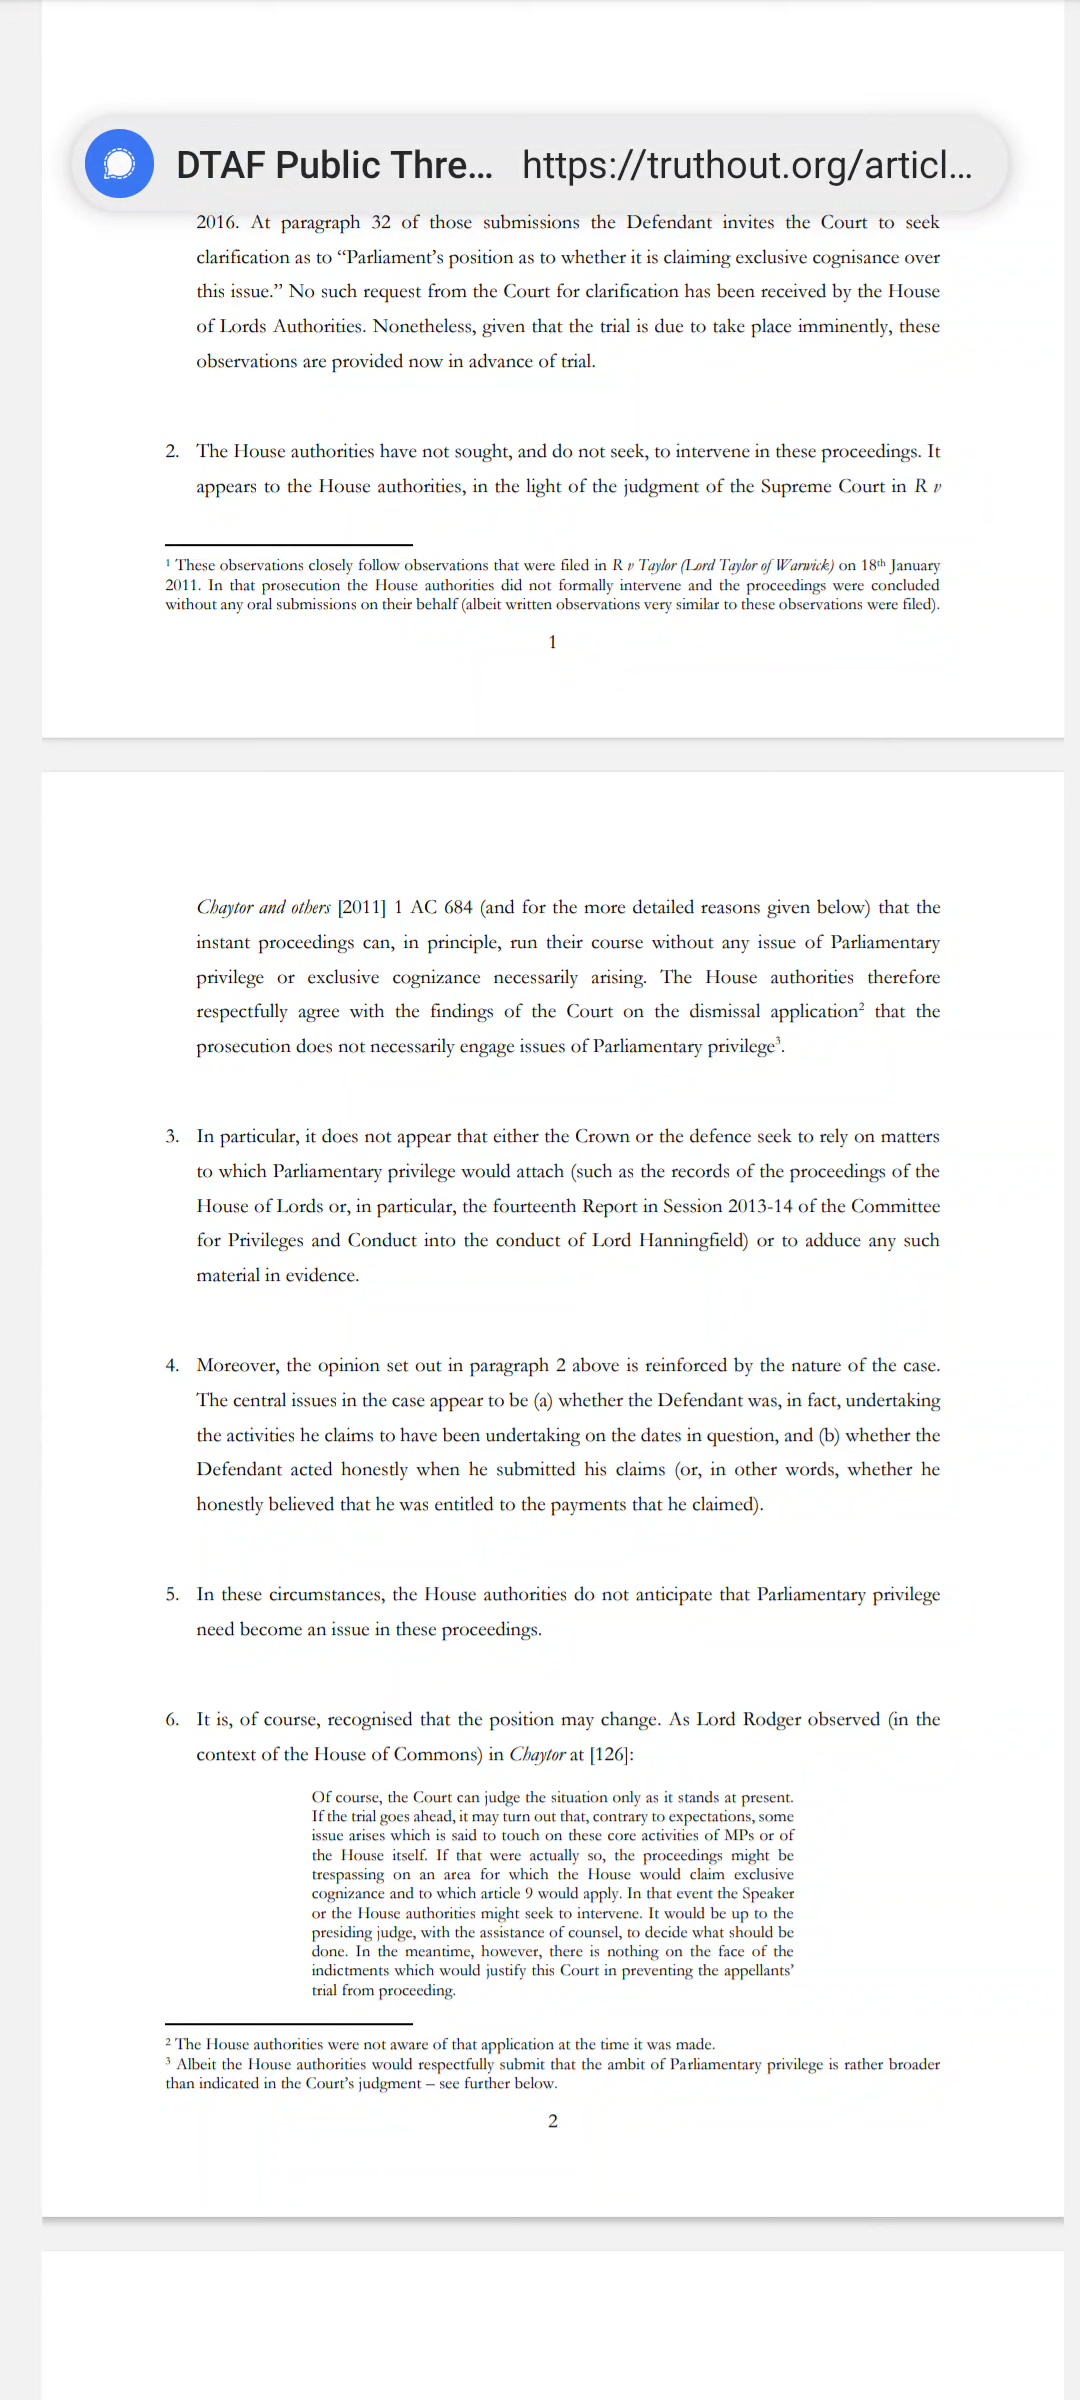 DTAF Public Thre... https://truthout.org/articl...
2016. At paragraph 32 of those submissions the Defendant invites the Court to seek
clarification as to “Parliament’s position as to whether it is claiming exclusive cognisance over
this issue.” No such request from the Court for clarification has been received by the House
of Lords Authorities. Nonetheless, given that the trial is due to take place imminently, these
observations are provided now in advance of trial.
2. The House authorities have not sought, and do not seek, to intervene in these proceedings. It
appears to the House authorities, in the light of the judgment of the Supreme Court in R v
1 These observations closely follow observations that were filed in R v Taylor (Lord Taylor of Warwick) on 18th January
2011. In that prosecution the House authorities did not formally intervene and the proceedings were concluded
without any oral submissions on their behalf (albeit written observations very similar to these observations were filed).
1
Chaytor and others [2011] 1 AC 684 (and for the more detailed reasons given below) that the
instant proceedings can, in principle, run their course without any issue of Parliamentary
privilege or exclusive cognizance necessarily arising. The House authorities therefore
respectfully agree with the findings of the Court on the dismissal application2 that the
prosecution does not necessarily engage issues of Parliamentary privilege3.
3. In particular, it does not appear that either the Crown or the defence seek to rely on matters
to which Parliamentary privilege would attach (such as the records of the proceedings of the
House of Lords or, in particular, the fourteenth Report in Session 2013-14 of the Committee
for Privileges and Conduct into the conduct of Lord Hanningfield) or to adduce any such
material in evidence.
4. Moreover, the opinion set out in paragraph 2 above is reinforced by the nature of the case.
The central issues in the case appear to be (a) whether the Defendant was, in fact, undertaking
the activities he claims to have been undertaking on the dates in question, and (b) whether the
Defendant acted honestly when he submitted his claims (or, in other words, whether he
honestly believed that he was entitled to the payments that he claimed).
5. In these circumstances, the House authorities do not anticipate that Parliamentary privilege
need become an issue in these proceedings.
6. It is, of course, recognised that the position may change. As Lord Rodger observed (in the
context of the House of Commons) in Chaytor at [126]:
Of course, the Court can judge the situation only as it stands at present.
If the trial goes ahead, it may turn out that, contrary to expectations, some
issue arises which is said to touch on these core activities of MPs or of
the House itself. If that were actually so, the proceedings might be
trespassing on an area for which the House would claim exclusive
cognizance and to which article 9 would apply. In that event the Speaker
or the House authorities might seek to intervene. It would be up to the
presiding judge, with the assistance of counsel, to decide what should be
done. In the meantime, however, there is nothing on the face of the
indictments which would justify this Court in preventing the appellants’
trial from proceeding.
2 The House authorities were not aware of that application at the time it was made.
3 Albeit the House authorities would respectfully submit that the ambit of Parliamentary privilege is rather broader
than indicated in the Court’s judgment – see further below.
2